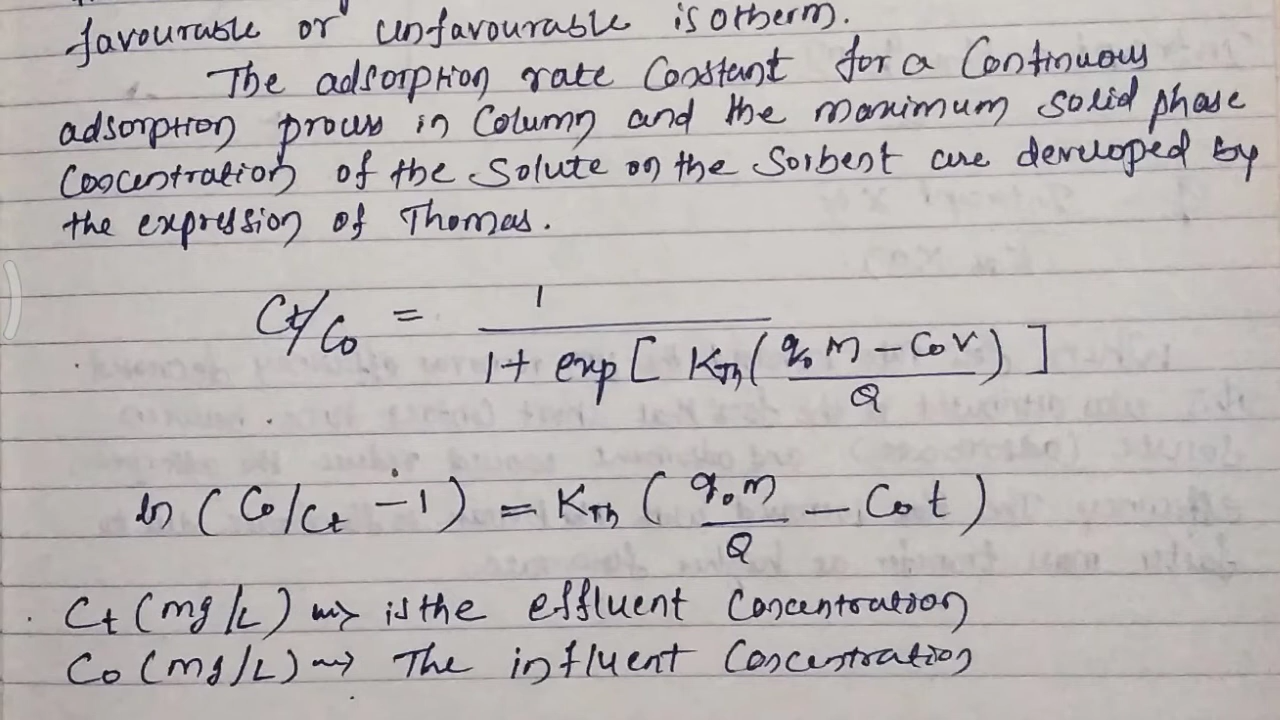 favourable or unfavourable isotherm.
The adsorption rate Constant for a Continuous
adsorption process in Column and the maximum solid phase
Concentration of the Solute on the Sorbent are developed by
the expression of Thomas.
Ct/Co = 1 / 1 + exp [ KTh ( qo m - Co V / Q ) ]
ln ( Co/Ct - 1 ) = KTh ( qo m / Q - Co t )
Ct (mg/L) ⟿ is the effluent Concentration
Co (mg/L) ⟿ The influent Concentration